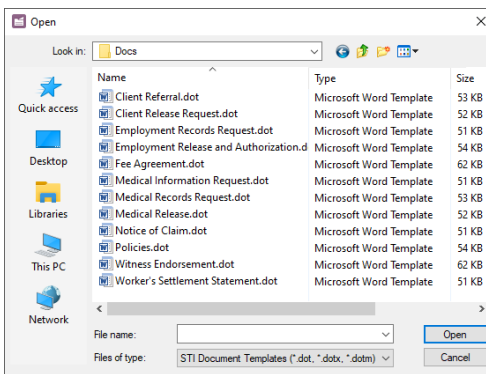 Open
Look in: Docs
Quick access
Desktop
Libraries
This PC
Network
Name Type Size
Client Referral.dot Microsoft Word Template 53 KB
Client Release Request.dot Microsoft Word Template 52 KB
Employment Records Request.dot Microsoft Word Template 51 KB
Employment Release and Authorization.d Microsoft Word Template 54 KB
Fee Agreement.dot Microsoft Word Template 62 KB
Medical Information Request.dot Microsoft Word Template 51 KB
Medical Records Request.dot Microsoft Word Template 53 KB
Medical Release.dot Microsoft Word Template 52 KB
Notice of Claim.dot Microsoft Word Template 51 KB
Policies.dot Microsoft Word Template 54 KB
Witness Endorsement.dot Microsoft Word Template 62 KB
Worker's Settlement Statement.dot Microsoft Word Template 51 KB
File name: Open
Files of type: STI Document Templates (*.dot, *.dotx, *.dotm) Cancel